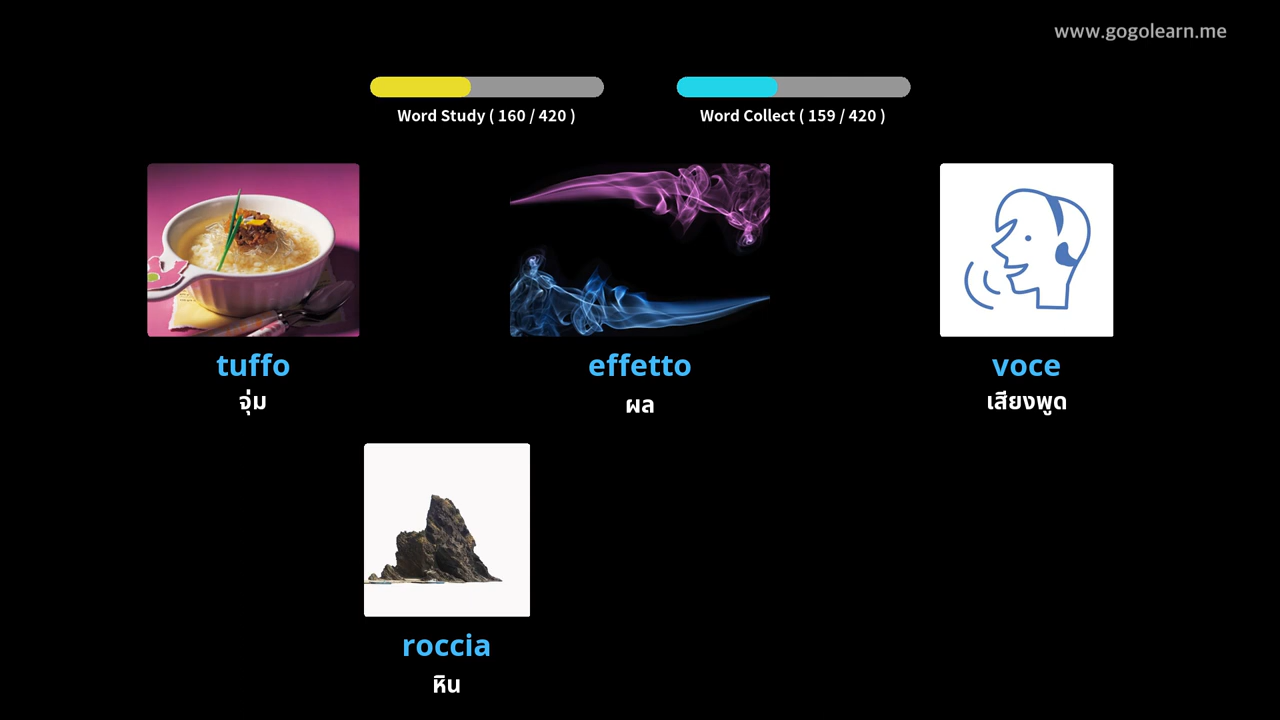 www.gogolearn.me
Word Study ( 160 / 420 )
Word Collect ( 159 / 420 )
tuffo
จุ่ม
effetto
ผล
voce
เสียงพูด
roccia
หิน